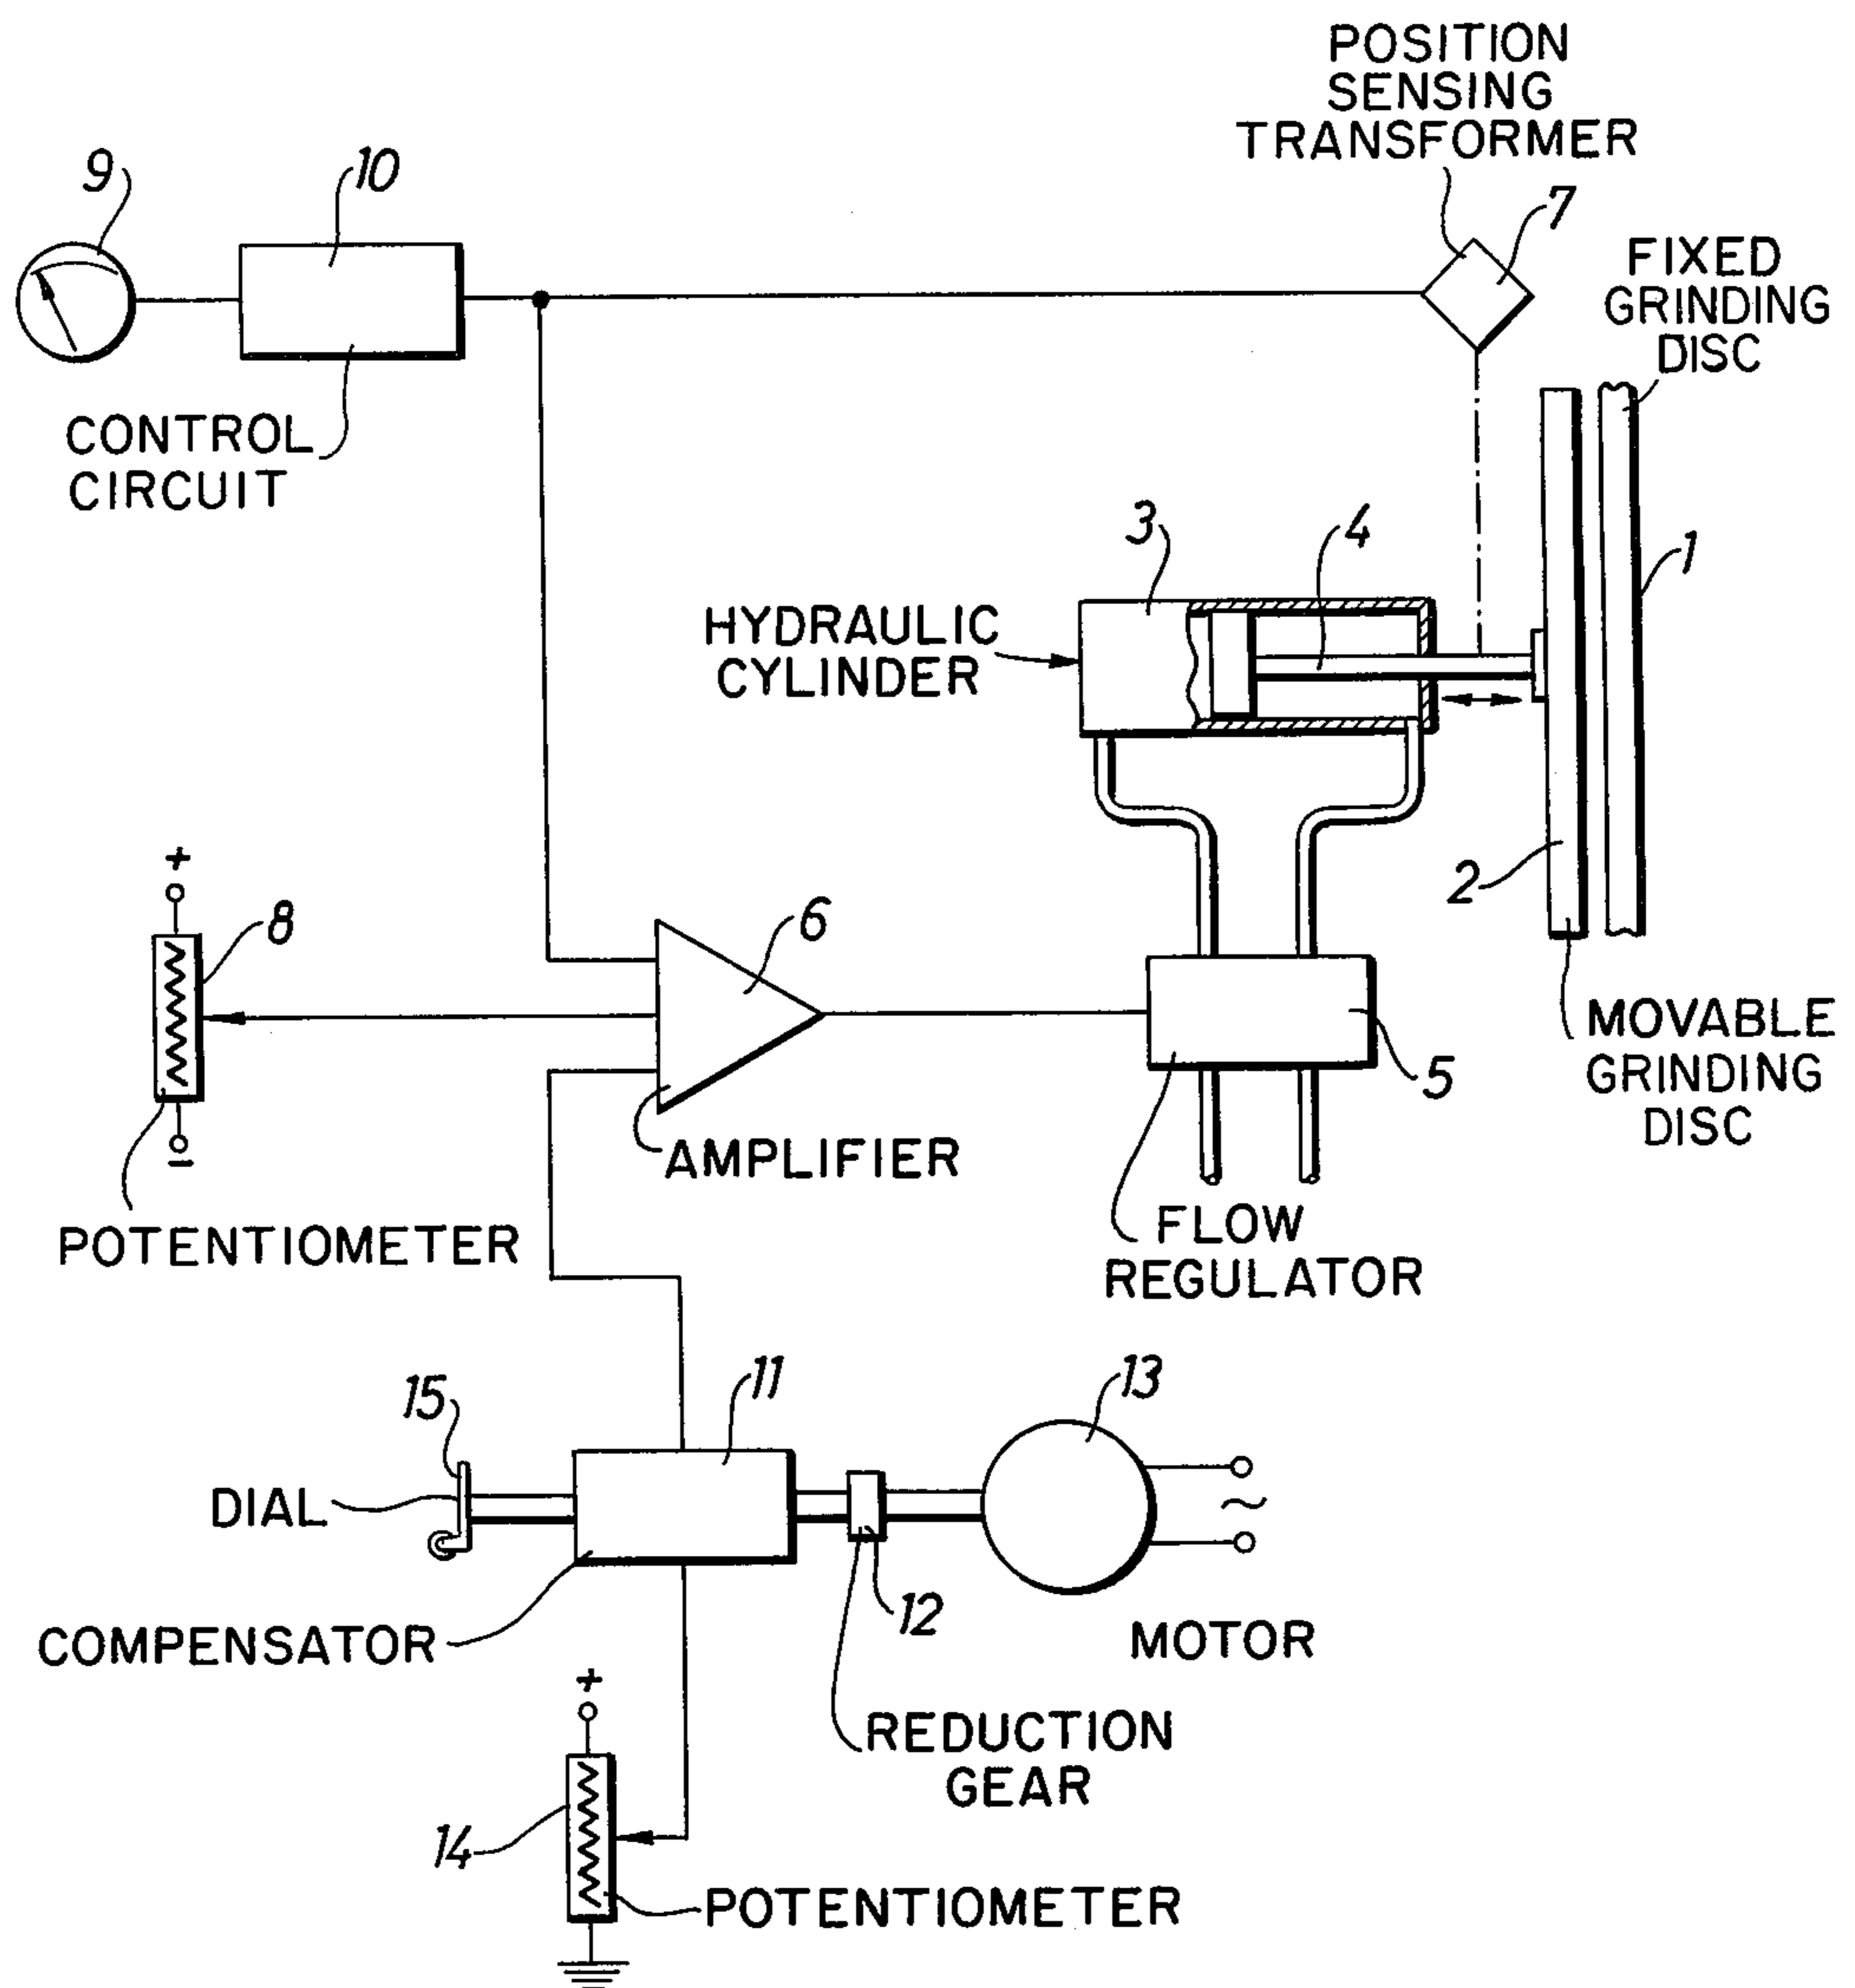 POSITION
SENSING
TRANSFORMER
9
10
7
FIXED
GRINDING
DISC
CONTROL
CIRCUIT
3
4
1
HYDRAULIC
CYLINDER
+
8
6
2
MOVABLE
GRINDING
DISC
5
AMPLIFIER
−
POTENTIOMETER
FLOW
REGULATOR
11
13
15
DIAL
~
12
COMPENSATOR
MOTOR
+
REDUCTION
GEAR
14
POTENTIOMETER